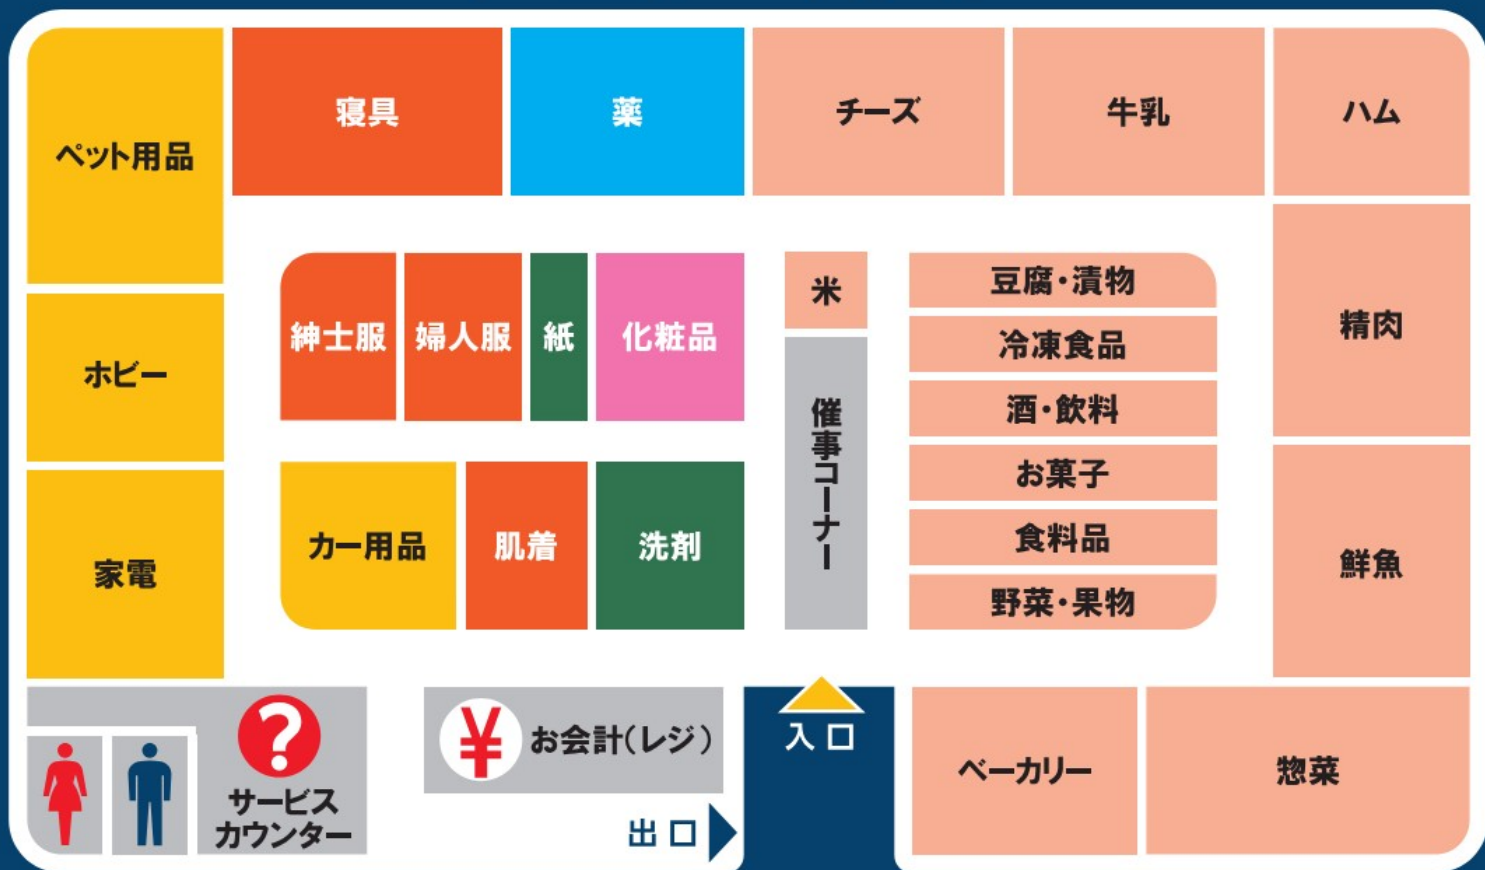 ペット用品
寝具
薬
チーズ
牛乳
ハム
紳士服
婦人服
紙
化粧品
米
豆腐・漬物
冷凍食品
酒・飲料
お菓子
食料品
野菜・果物
精肉
ホビー
催事コーナー
カー用品
肌着
洗剤
家電
鮮魚
?
サービス
カウンター
¥ お会計(レジ)
入口
出口
ベーカリー
惣菜